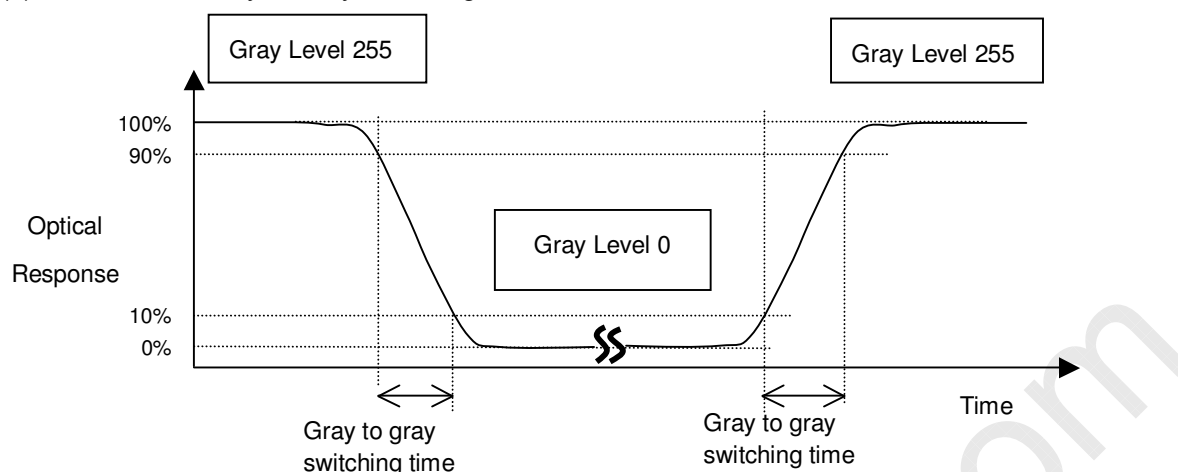 Gray Level 255
Gray Level 255
100%
90%
Optical
Response
Gray Level 0
10%
0%
Time
Gray to gray
switching time
Gray to gray
switching time
om